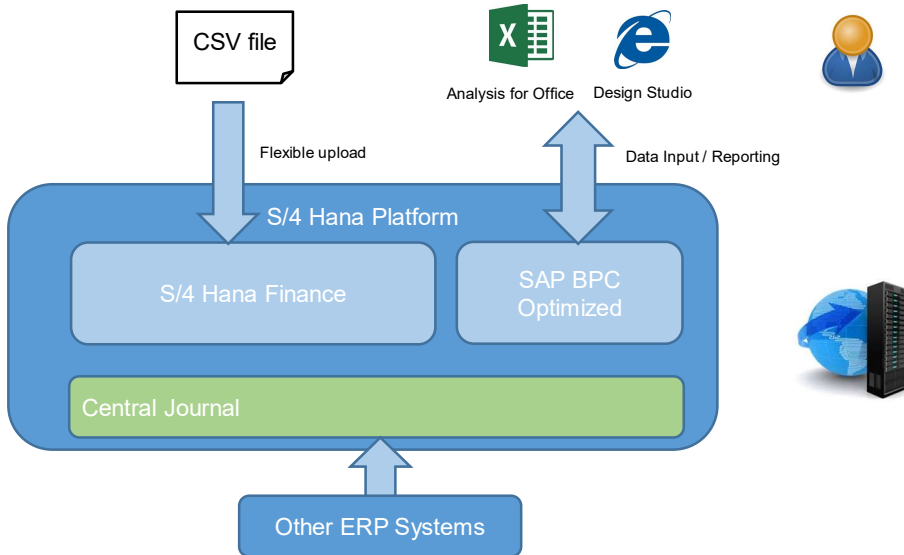 CSV file
X
Analysis for Office
Design Studio
Flexible upload
Data Input / Reporting
S/4 Hana Platform
S/4 Hana Finance
SAP BPC
Optimized
Central Journal
Other ERP Systems